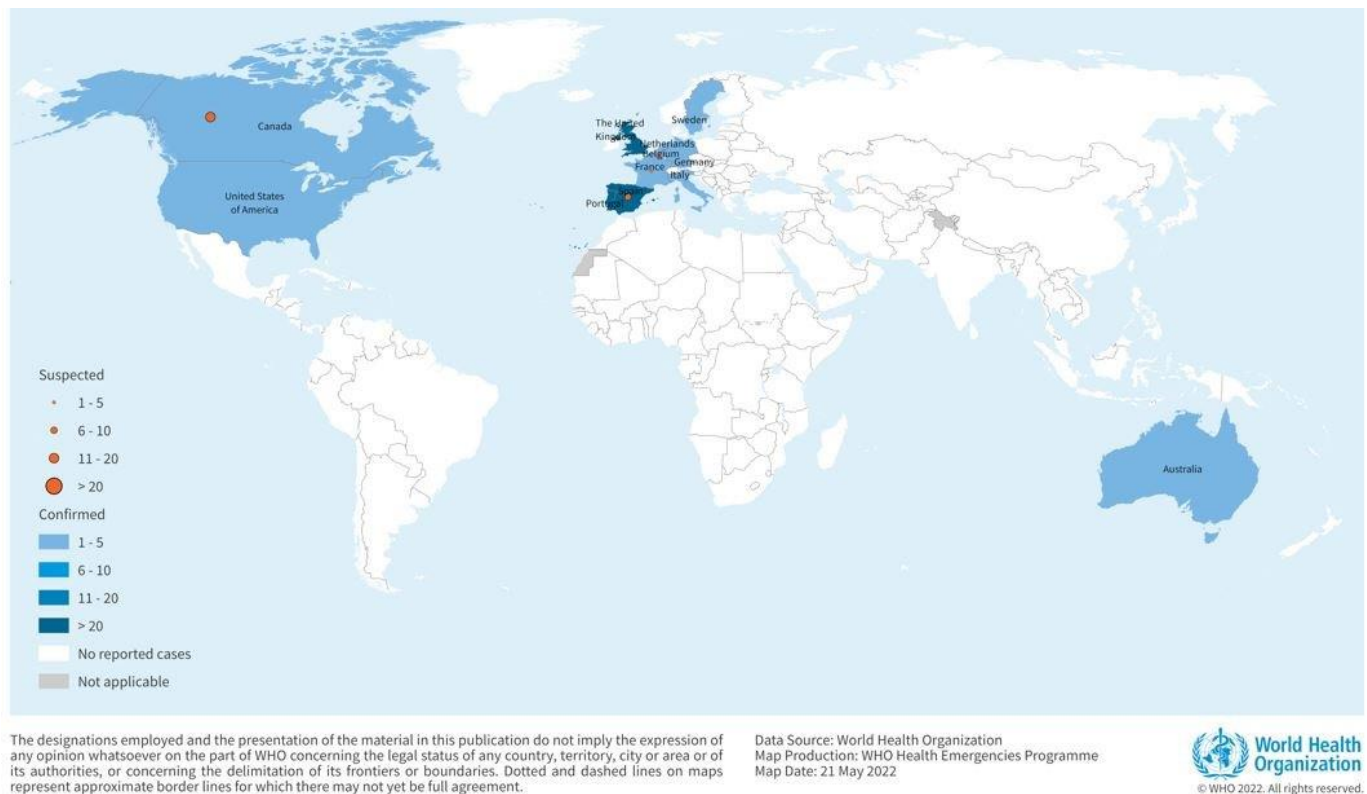 Canada
United States
of America
The United
Kingdom
Sweden
Netherlands
Belgium
Germany
France
Italy
Spain
Portugal
Australia
Suspected
1 - 5
6 - 10
11 - 20
> 20
Confirmed
1 - 5
6 - 10
11 - 20
> 20
No reported cases
Not applicable
The designations employed and the presentation of the material in this publication do not imply the expression of
any opinion whatsoever on the part of WHO concerning the legal status of any country, territory, city or area or of
its authorities, or concerning the delimitation of its frontiers or boundaries. Dotted and dashed lines on maps
represent approximate border lines for which there may not yet be full agreement.
Data Source: World Health Organization
Map Production: WHO Health Emergencies Programme
Map Date: 21 May 2022
World Health
Organization
© WHO 2022. All rights reserved.